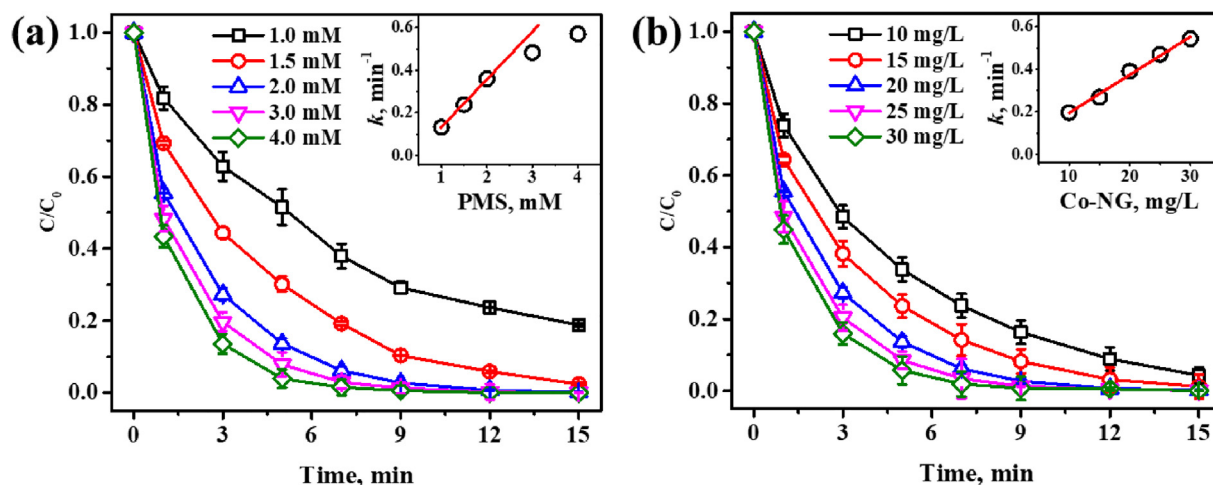 (a)
1.0 mM
1.5 mM
2.0 mM
3.0 mM
4.0 mM
C/C0
1.0
0.8
0.6
0.4
0.2
0.0
0 3 6 9 12 15
Time, min
k, min-1
0.6
0.4
0.2
0.0
1 2 3 4
PMS, mM
(b)
10 mg/L
15 mg/L
20 mg/L
25 mg/L
30 mg/L
C/C0
1.0
0.8
0.6
0.4
0.2
0.0
0 3 6 9 12 15
Time, min
k, min-1
0.6
0.4
0.2
0.0
10 20 30
Co-NG, mg/L